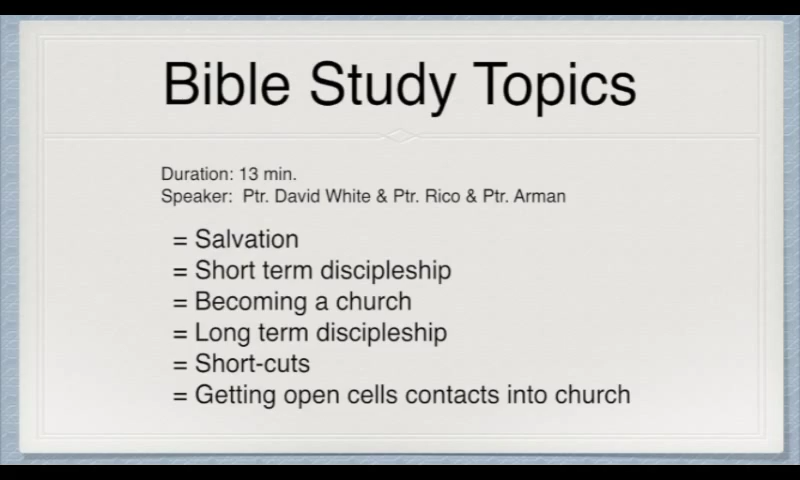 Bible Study Topics
Duration: 13 min.
Speaker:  Ptr. David White & Ptr. Rico & Ptr. Arman
= Salvation
= Short term discipleship
= Becoming a church
= Long term discipleship
= Short-cuts
= Getting open cells contacts into church